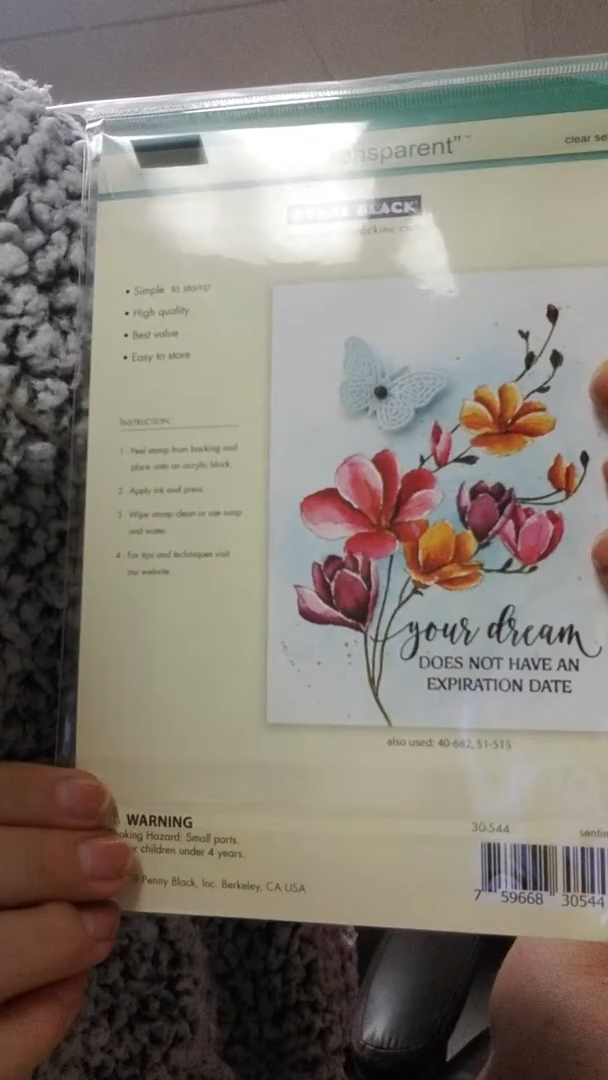 clear
BLACK
• Simple to stamp
• High quality
• Best value
• Easy to store
INSTRUCTION:
1 - Peel stamp from backing and
place onto an acrylic block.
2 - Apply ink and press.
3 - Wipe stamp clean or use soap
and water.
4 - For tips and techniques visit
our website.
your dream
DOES NOT HAVE AN
EXPIRATION DATE
also used: 40-682, 51-515
WARNING
Hazard: Small parts.
children under 4 years.
Penny Black, Inc. Berkeley, CA USA
30-544
7 59668 30544